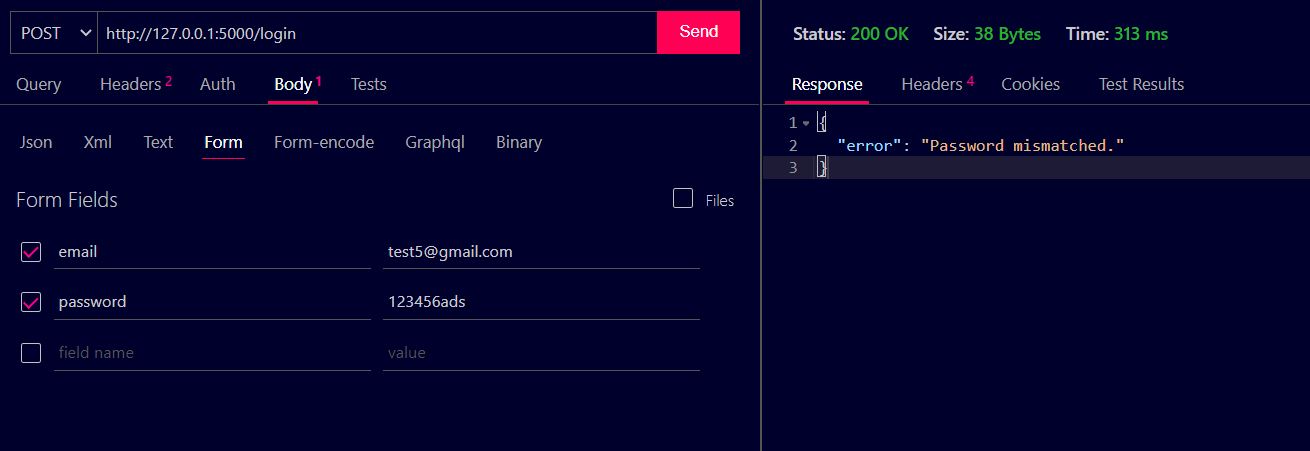 POST http://127.0.0.1:5000/login Send
Query Headers 2 Auth Body 1 Tests
Json Xml Text Form Form-encode Graphql Binary
Form Fields Files
email test5@gmail.com
password 123456ads
field name value
Status: 200 OK Size: 38 Bytes Time: 313 ms
Response Headers 4 Cookies Test Results
1 {
2 "error": "Password mismatched."
3 }